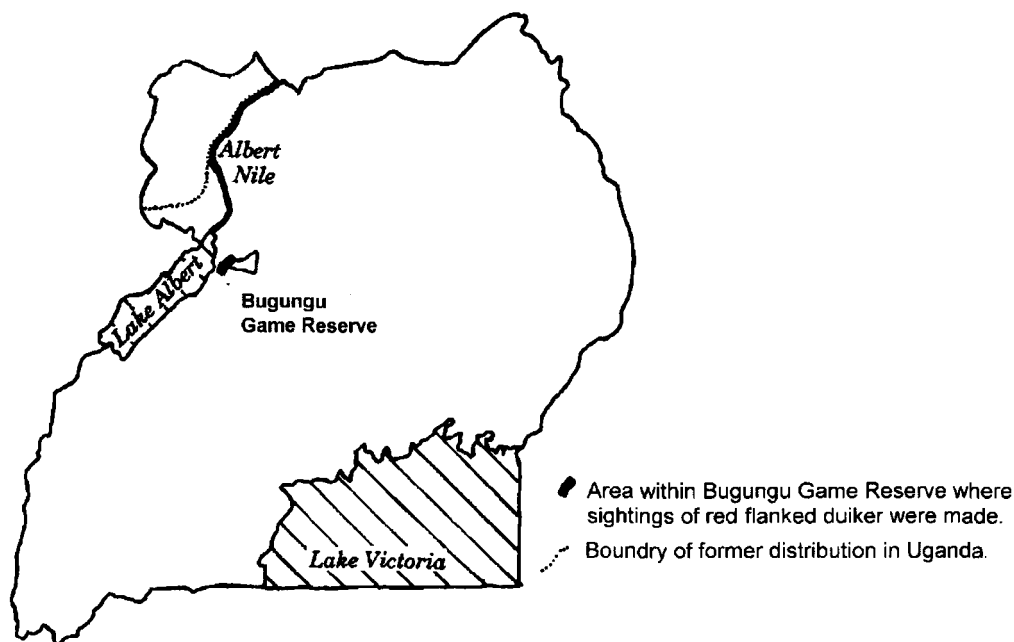 Albert
Nile
Lake Albert
Bugungu
Game Reserve
Lake Victoria
Area within Bugungu Game Reserve where
sightings of red flanked duiker were made.
Boundry of former distribution in Uganda.